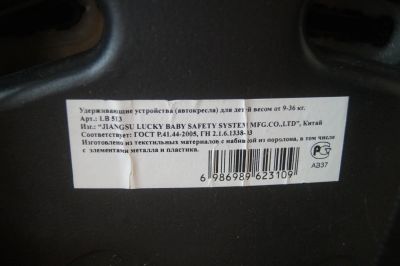 Удерживающие устройства (автокресла) для детей весом от 9-36 кг.
Арт.: LB 513
Изг.: "JIANGSU LUCKY BABY SAFETY SYSTEM MFG.CO.,LTD", Китай
Соответствует: ГОСТ Р.41.44-2005, ГН 2.1.6.1338-03
Изготовлено из текстильных материалов с набивкой из поролона, в том числе
с элементами металла и пластика.
6 986989 623109
АВ37